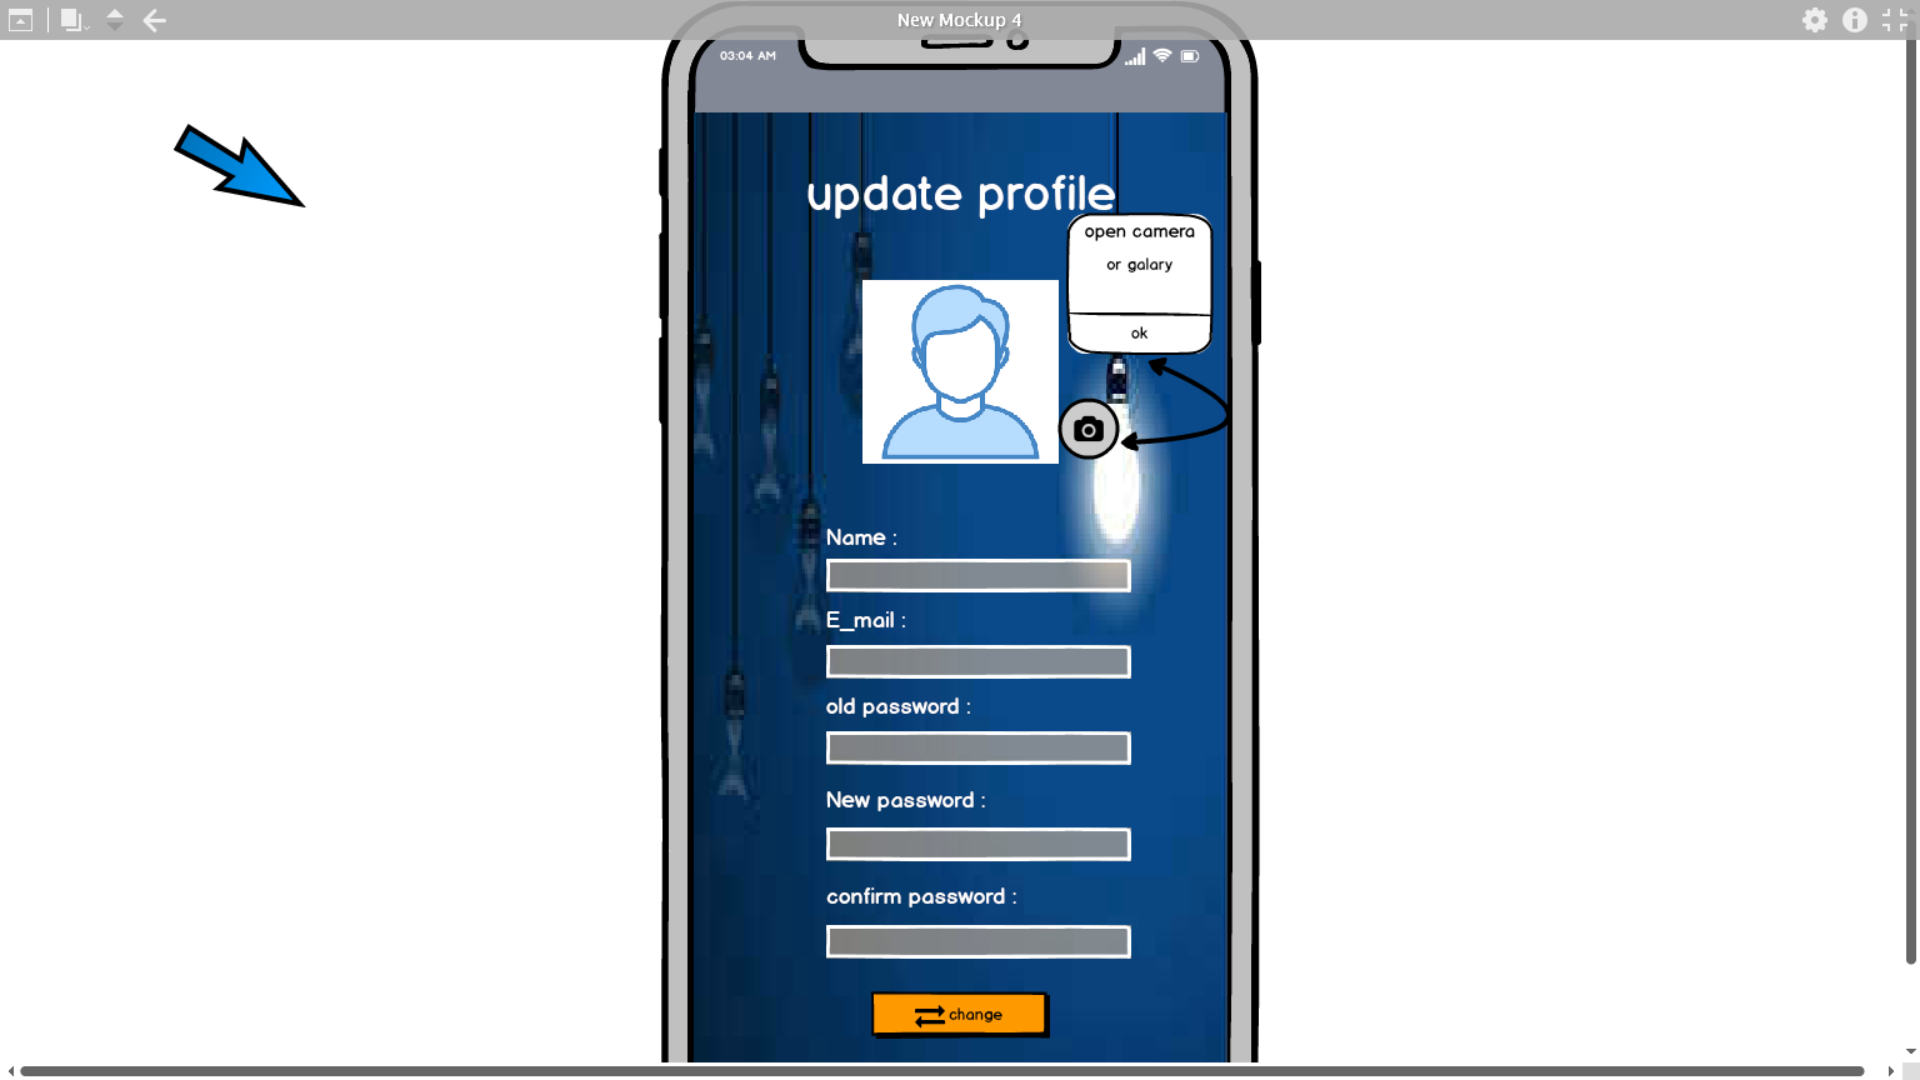 New Mockup 4
03:04 AM
update profile
open camera
or galary
ok
Name :
E_mail :
old password :
New password :
confirm password :
change